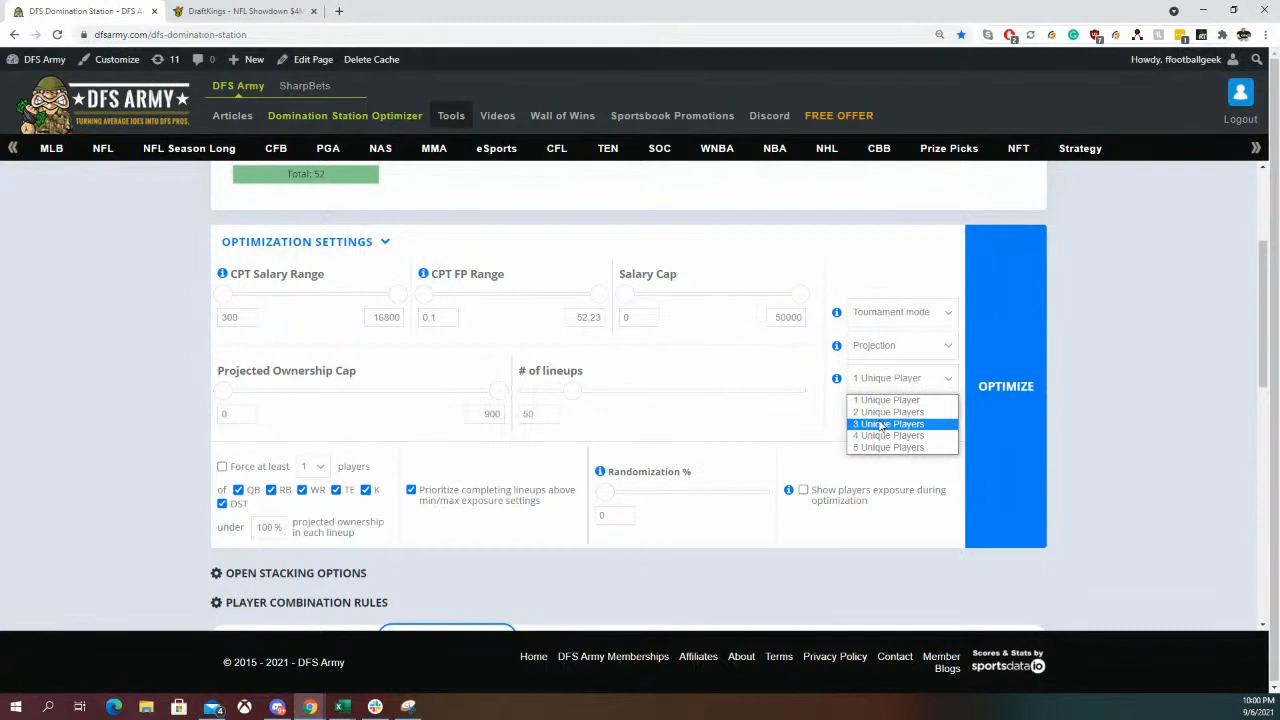 DFS Domination Station - DFS A
DraftKings - NFL Showdown $4
dfsarmy.com/dfs-domination-station
DFS Army
Customize
11
0
New
Edit Page
Delete Cache
Howdy, ffootballgeek
DFS ARMY
TURNING AVERAGE JOES INTO DFS PROS.
DFS Army
SharpBets
Articles
Domination Station Optimizer
Tools
Videos
Wall of Wins
Sportsbook Promotions
Discord
FREE OFFER
Logout
MLB
NFL
NFL Season Long
CFB
PGA
NAS
MMA
eSports
CFL
TEN
SOC
WNBA
NBA
NHL
CBB
Prize Picks
NFT
Strategy
Total: 52
OPTIMIZATION SETTINGS
CPT Salary Range
CPT FP Range
Salary Cap
300
16800
0.1
52.23
0
50000
Tournament mode
Projection
1 Unique Player
1 Unique Player
2 Unique Players
3 Unique Players
4 Unique Players
5 Unique Players
OPTIMIZE
Projected Ownership Cap
# of lineups
0
900
50
Force at least 1 players
of QB RB WR TE K
DST
under 100 % projected ownership
in each lineup
Prioritize completing lineups above
min/max exposure settings
Randomization %
0
Show players exposure during
optimization
OPEN STACKING OPTIONS
PLAYER COMBINATION RULES
© 2015 - 2021 - DFS Army
Home
DFS Army Memberships
Affiliates
About
Terms
Privacy Policy
Contact
Member
Blogs
Scores & Stats by
sportsdataio
10:00 PM
9/6/2021